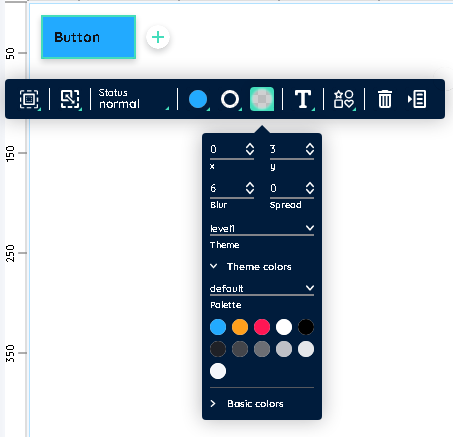 Button
50
Status
normal
T
150
0
3
x
y
6
0
Blur
Spread
level1
Theme
250
Theme colors
default
Palette
350
Basic colors